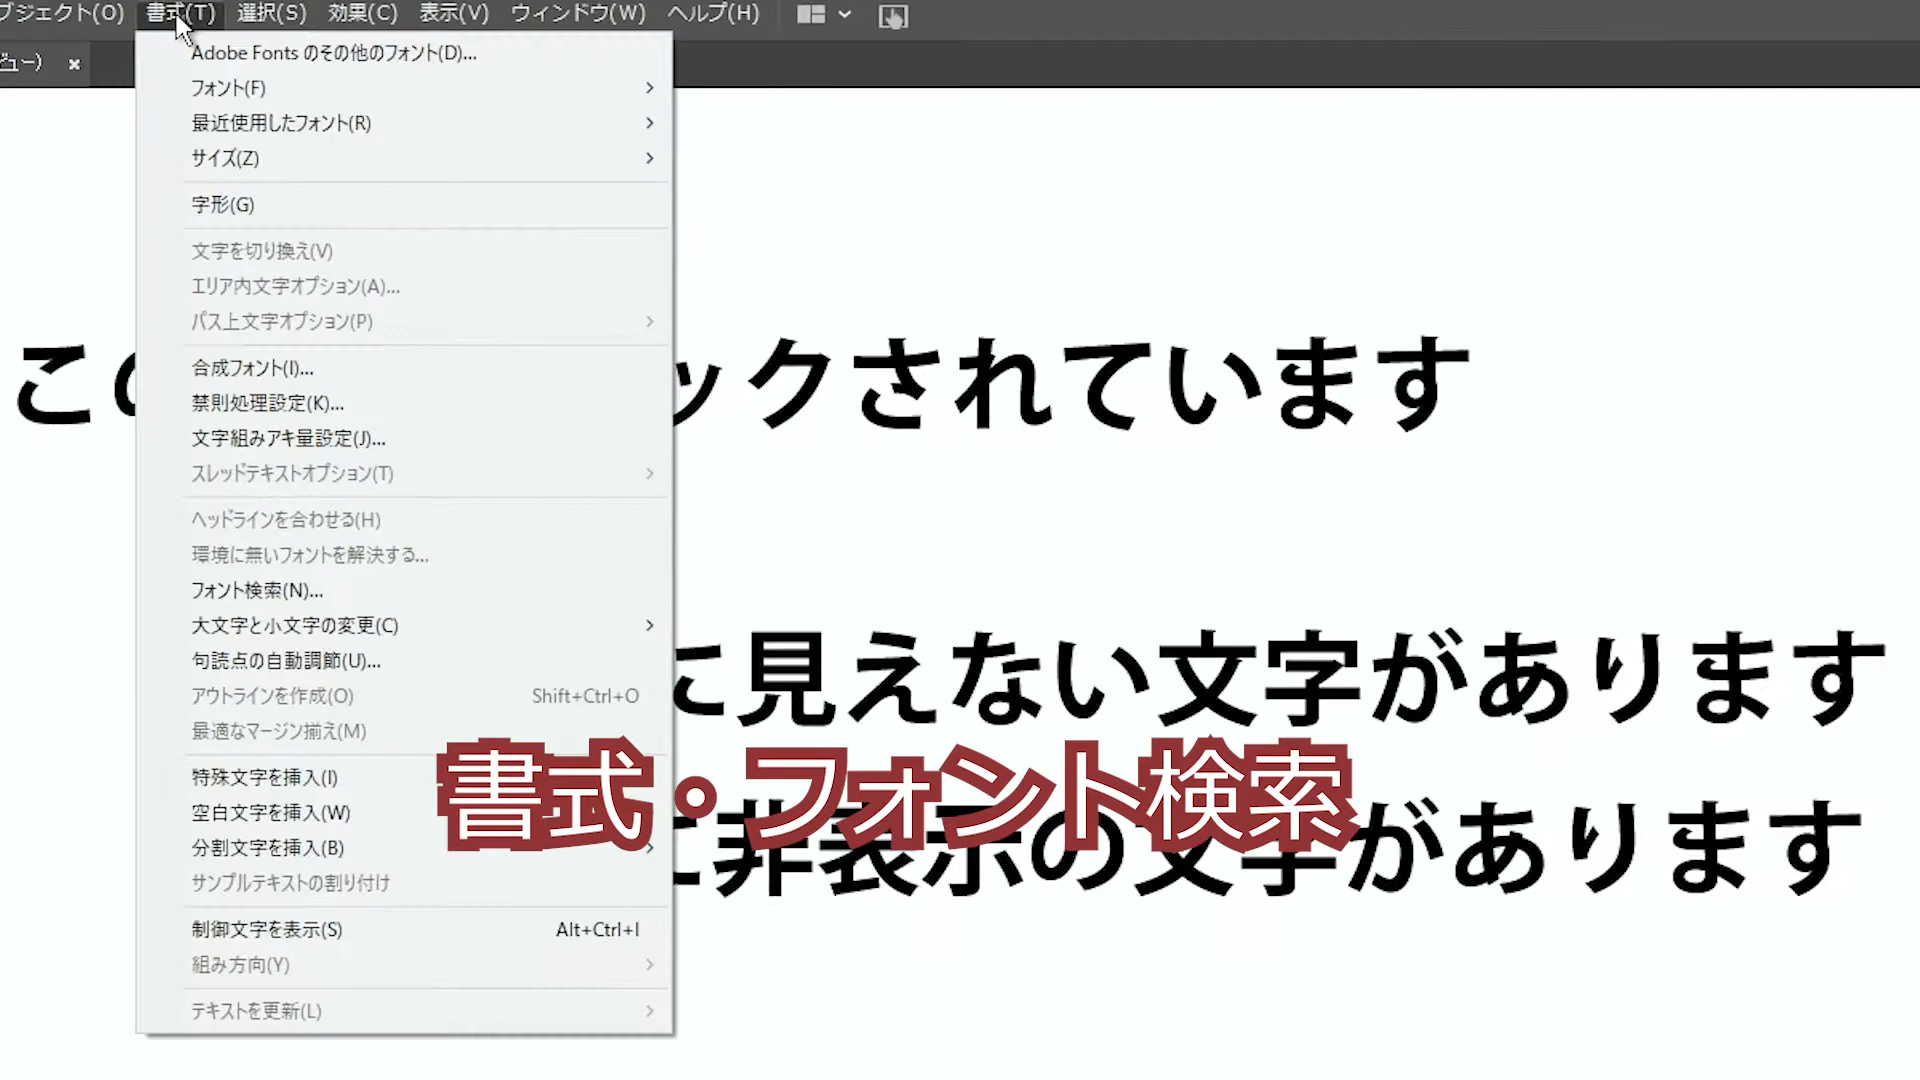 ブジェクト(O) 書式(T) 選択(S) 効果(C) 表示(V) ウィンドウ(W) ヘルプ(H)
ビュー) ×
Adobe Fonts のその他のフォント(D)...
フォント(F)
最近使用したフォント(R)
サイズ(Z)
字形(G)
文字を切り換え(V)
エリア内文字オプション(A)...
パス上文字オプション(P)
合成フォント(I)...
禁則処理設定(K)...
文字組みアキ量設定(J)...
スレッドテキストオプション(T)
ヘッドラインを合わせる(H)
環境に無いフォントを解決する...
フォント検索(N)...
大文字と小文字の変更(C)
句読点の自動調節(U)...
アウトラインを作成(O) Shift+Ctrl+O
最適なマージン揃え(M)
特殊文字を挿入(I)
空白文字を挿入(W)
分割文字を挿入(B)
サンプルテキストの割り付け
制御文字を表示(S) Alt+Ctrl+I
組み方向(Y)
テキストを更新(L)
この ックされています
に見えない文字があります
書式・フォント検索
に非表示の文字があります